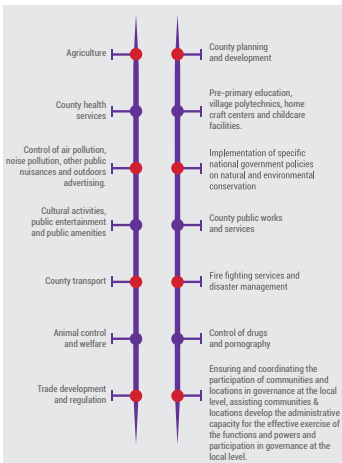 Agriculture
County health
services
Control of air pollution,
noise pollution, other public
nuisances and outdoors
advertising.
Cultural activities,
public entertainment
and public amenities
County transport
Animal control
and welfare
Trade development
and regulation
County planning
and development
Pre-primary education,
village polytechnics, home
craft centers and childcare
facilities.
Implementation of specific
national government policies
on natural and environmental
conservation
County public works
and services
Fire fighting services and
disaster management
Control of drugs
and pornography
Ensuring and coordinating the
participation of communities and
locations in governance at the local
level, assisting communities &
locations develop the administrative
capacity for the effective exercise of
the functions and powers and
participation in governance at the
local level.